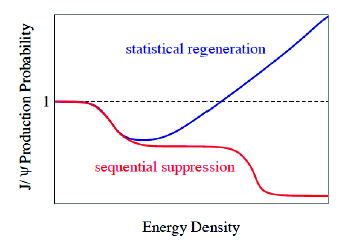 statistical regeneration
1
sequential suppression
J/ ψ Production Probability
Energy Density